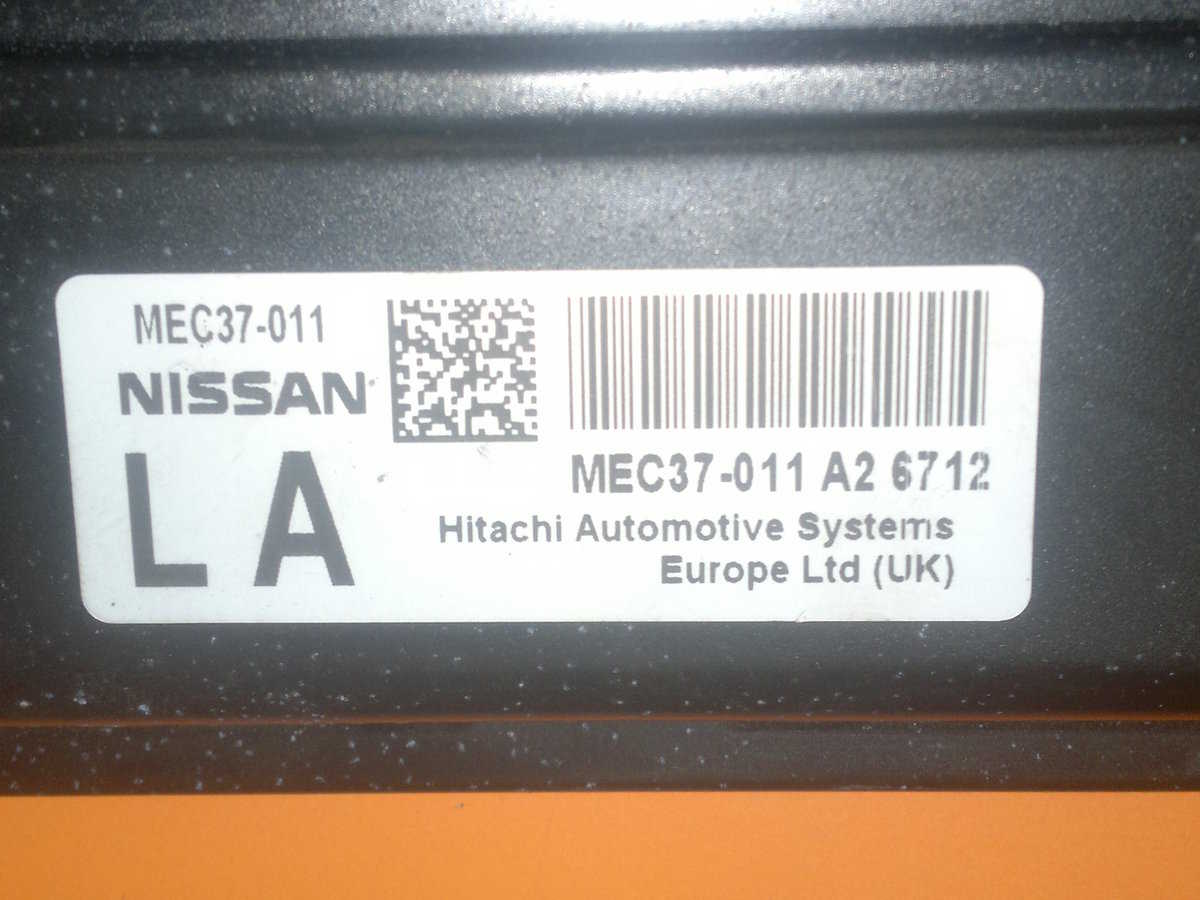 MEC37-011
NISSAN
LA
MEC37-011 A2 6712
Hitachi Automotive Systems
Europe Ltd (UK)